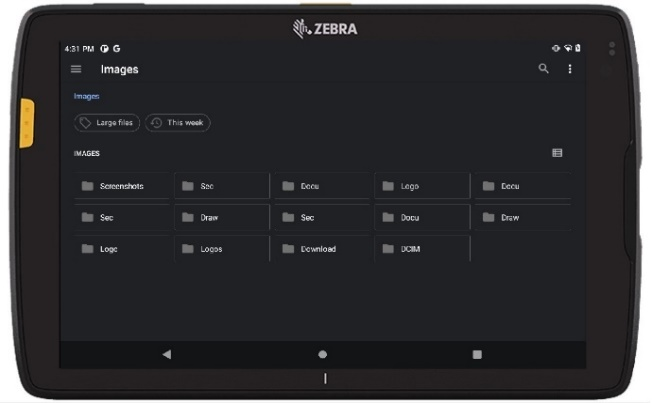 ZEBRA
4:31 PM G
Images
Images
Large files This week
IMAGES
Screenshots Sec Docu Logo Docu
Sec Draw Sec Docu Draw
Logo Logos Download DCIM